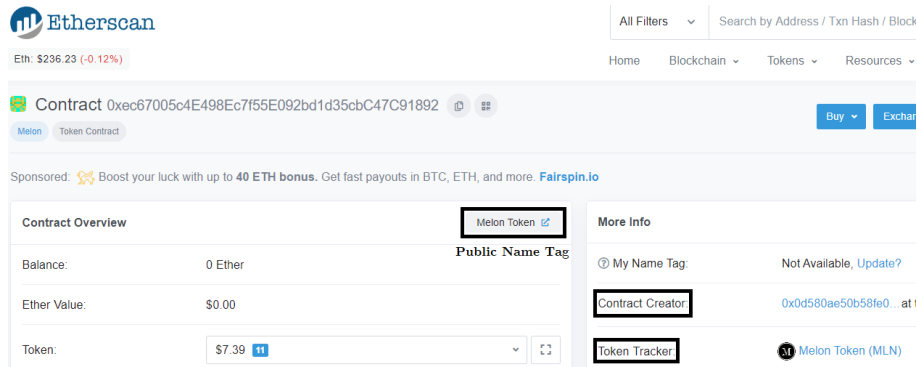 Etherscan
All Filters
Search by Address / Txn Hash / Block
Eth: $236.23 (-0.12%)
Home Blockchain Tokens Resources
Contract 0xec67005c4E498Ec7f55E092bd1d35cbC47C91892
Buy Exchan
Melon Token Contract
Sponsored: Boost your luck with up to 40 ETH bonus. Get fast payouts in BTC, ETH, and more. Fairspin.io
Contract Overview
Melon Token
Public Name Tag
Balance: 0 Ether
Ether Value: $0.00
Token: $7.39 11
More Info
My Name Tag: Not Available, Update?
Contract Creator: 0x0d580ae50b58fe0... at t
Token Tracker: M Melon Token (MLN)